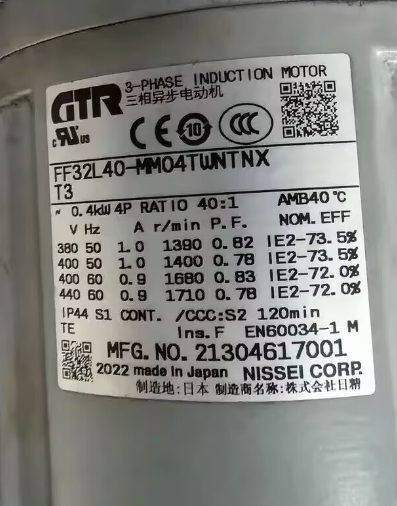 GTR 3-PHASE INDUCTION MOTOR
三相异步电动机
c RU us CE 10 CCC
FF32L40-MM04TWNTNX
T3
~ 0.4kW 4P RATIO 40:1 AMB40℃
V Hz A r/min P.F. NOM. EFF
380 50 1.0 1390 0.82 IE2-73.5%
400 50 1.0 1400 0.78 IE2-73.5%
400 60 0.9 1680 0.83 IE2-72.0%
440 60 0.9 1710 0.78 IE2-72.0%
IP44 S1 CONT. /CCC:S2 120min
TE Ins.F EN60034-1 M
MFG. NO. 21304617001
2022 made in Japan NISSEI CORP.
制造地:日本 制造商名称:株式会社日精